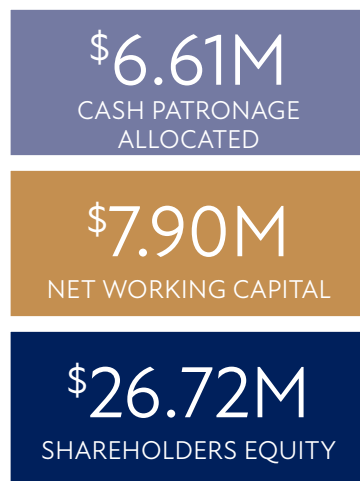 $6.61M
CASH PATRONAGE
ALLOCATED
$7.90M
NET WORKING CAPITAL
$26.72M
SHAREHOLDERS EQUITY